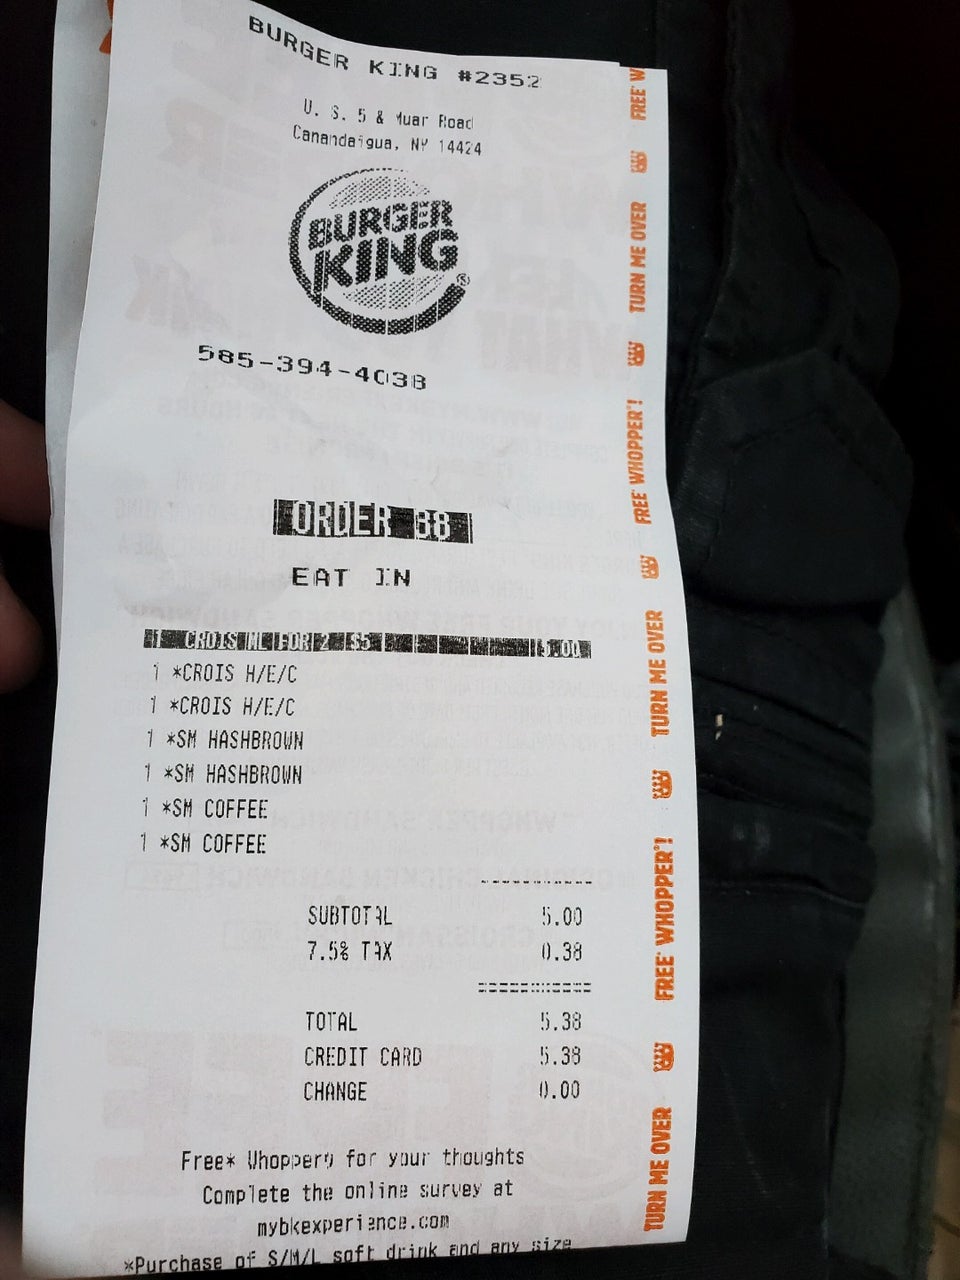 BURGER KING #2352
U. S. 5 & Muar Road
Canandaigua, NY 14424
BURGER
KING®
585-394-4038
ORDER 88
EAT IN
1 CROIS ML FOR 2 $5 5.00
1 *CROIS H/E/C
1 *CROIS H/E/C
1 *SM HASHBROWN
1 *SM HASHBROWN
1 *SM COFFEE
1 *SM COFFEE
SUBTOTAL 5.00
7.5% TAX 0.38
TOTAL 5.38
CREDIT CARD 5.38
CHANGE 0.00
Free* Whopper® for your thoughts
Complete the online survey at
mybkexperience.com
*Purchase of S/M/L soft drink and any size
FREE W
TURN ME OVER
FREE WHOPPER®!
TURN ME OVER
FREE WHOPPER®!
TURN ME OVER